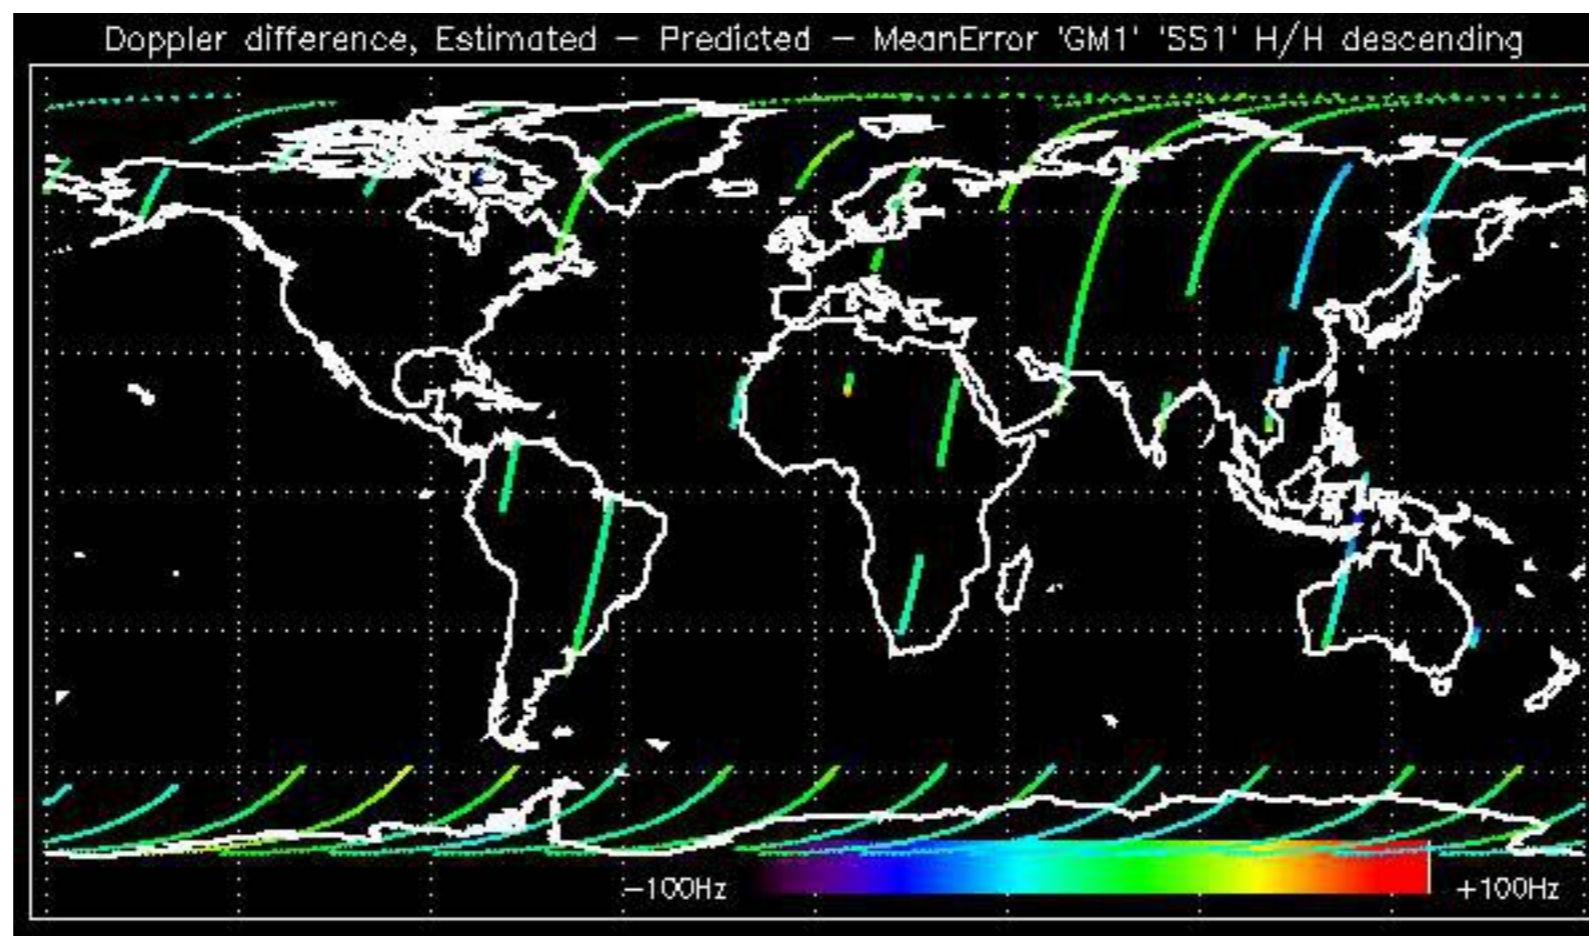 Doppler difference, Estimated – Predicted – MeanError 'GM1' 'SS1' H/H descending
–100Hz
+100Hz